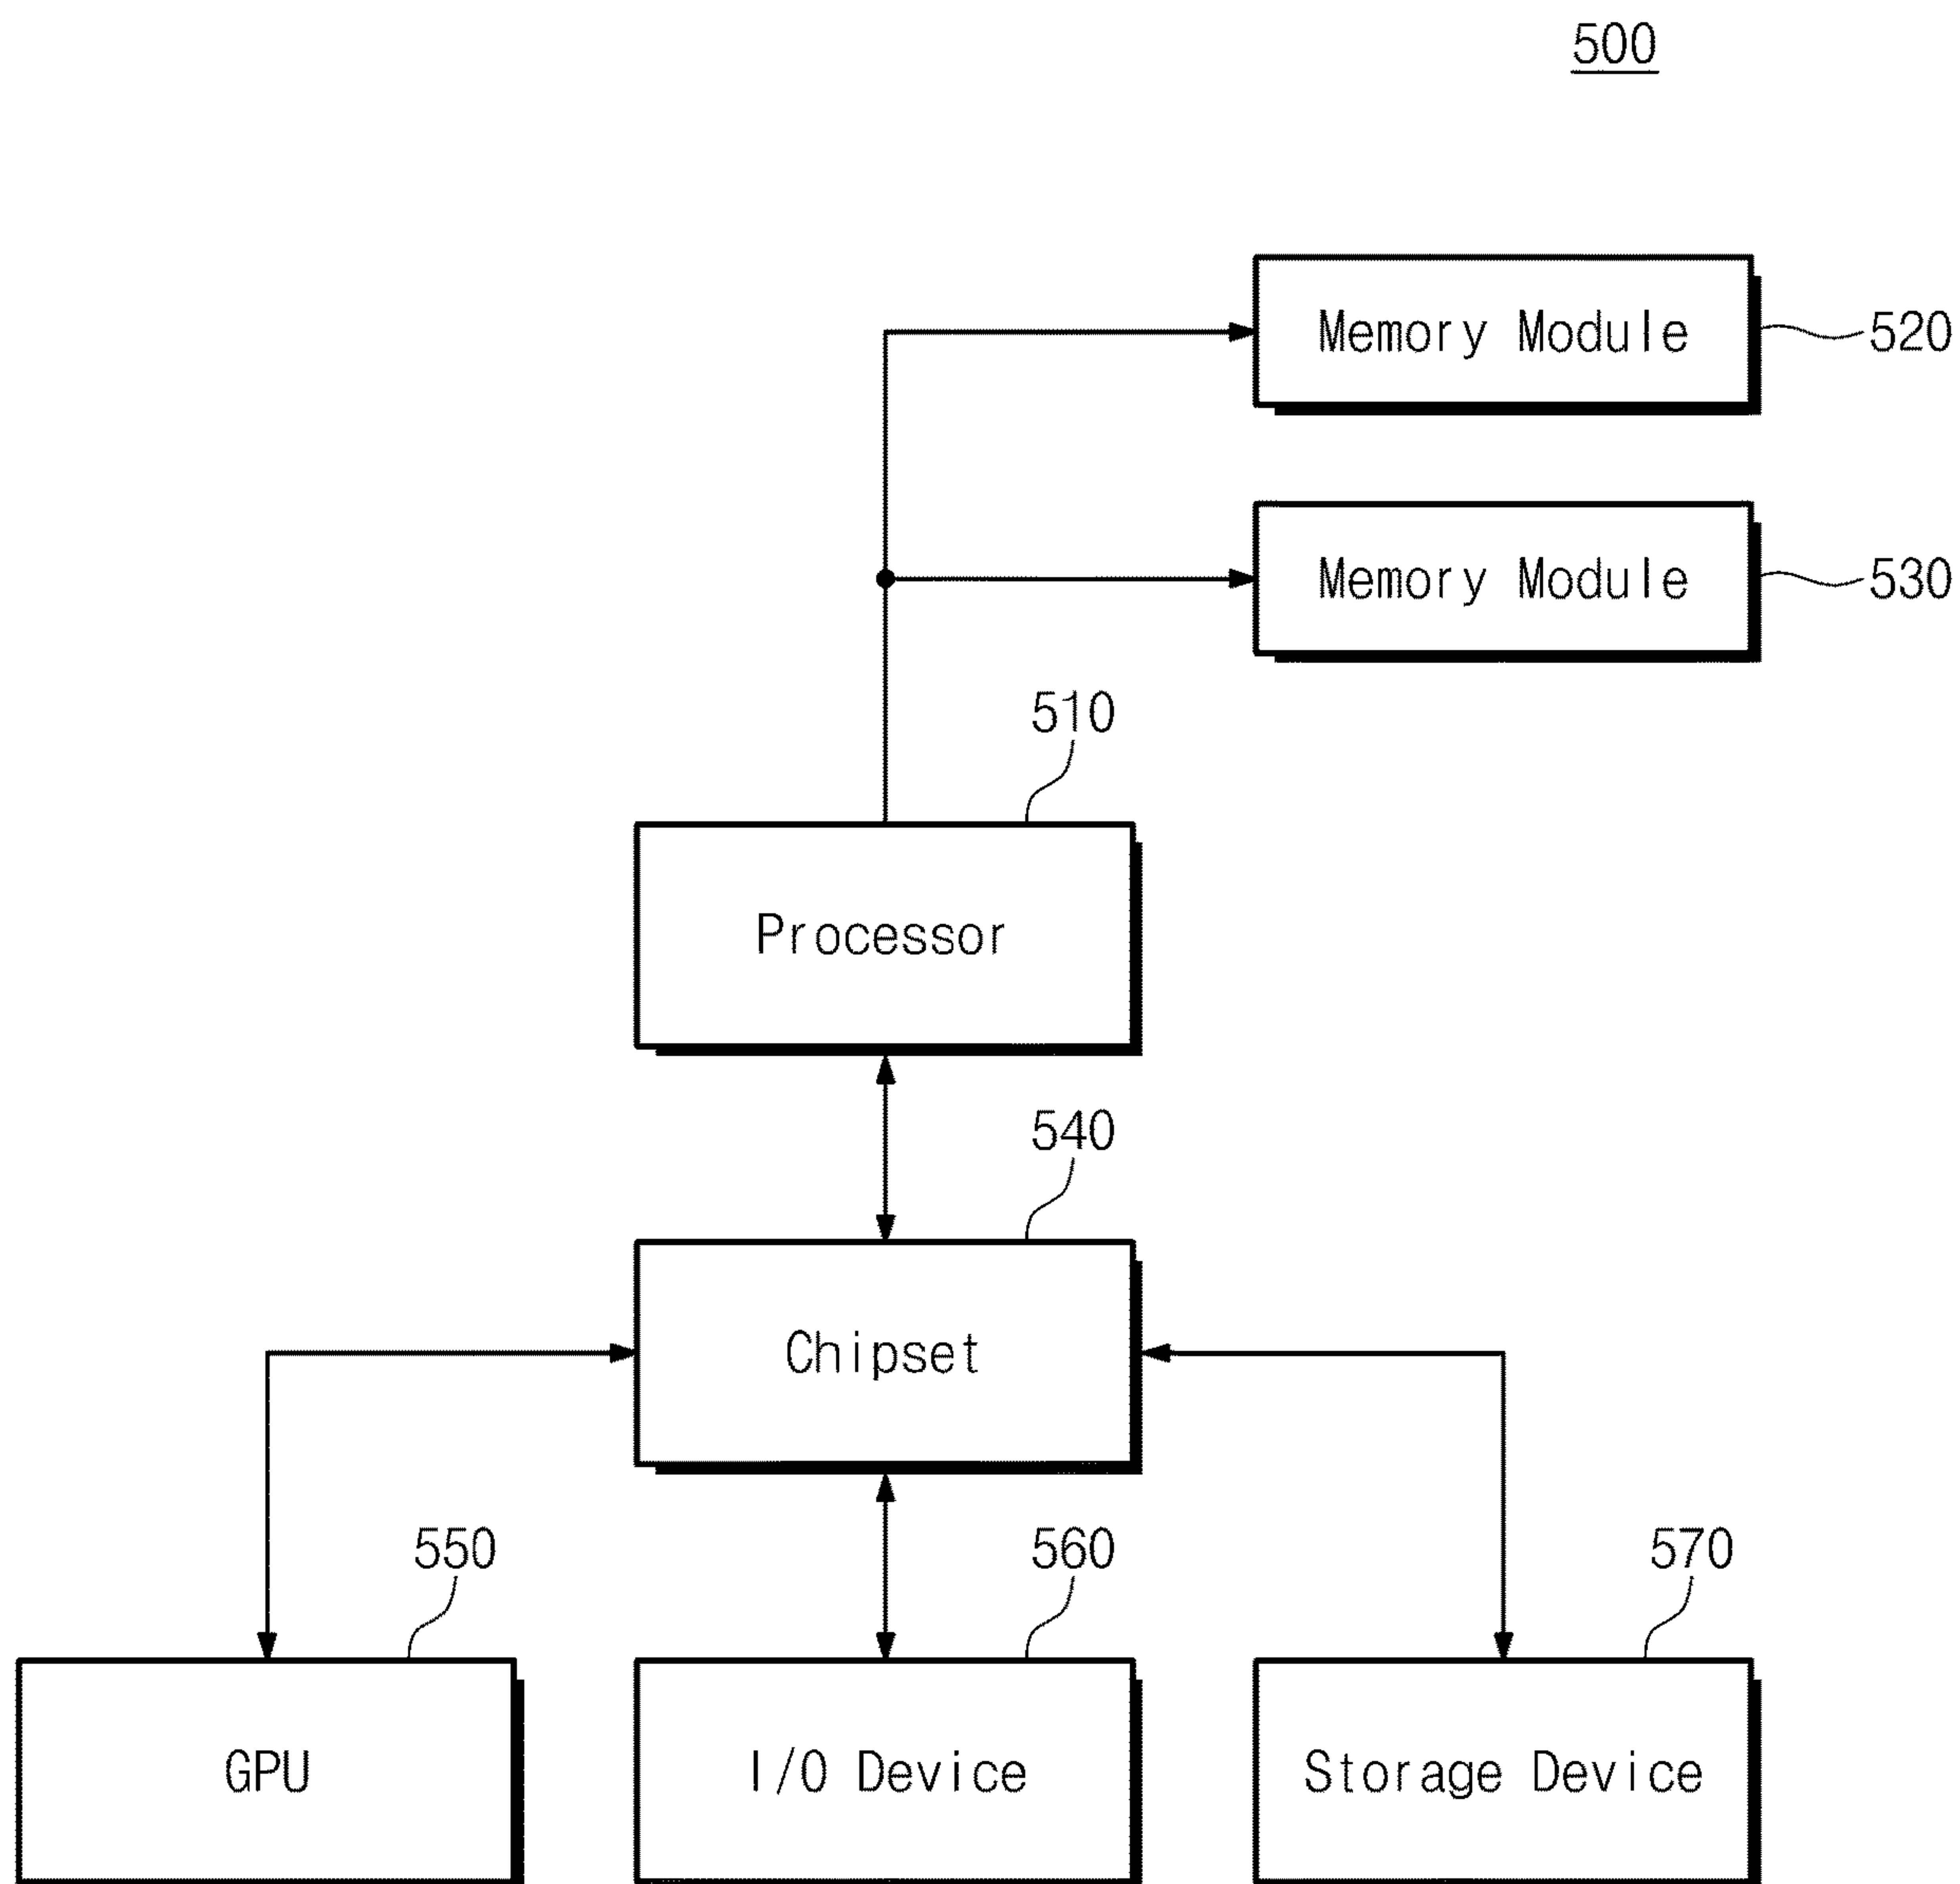 500
Memory Module
520
Memory Module
530
510
Processor
540
Chipset
550
560
570
GPU
I/O Device
Storage Device